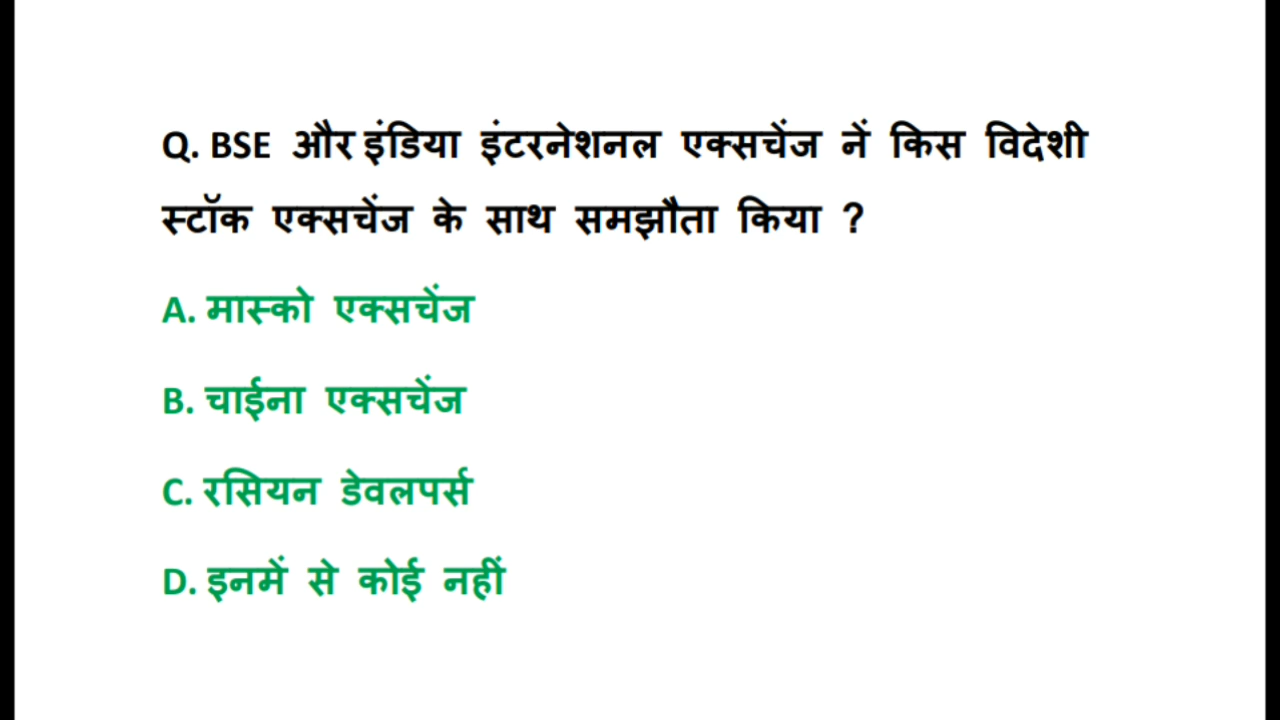 Q. BSE और इंडिया इंटरनेशनल एक्सचेंज नें किस विदेशी
स्टॉक एक्सचेंज के साथ समझौता किया ?
A. मास्को एक्सचेंज
B. चाईना एक्सचेंज
C. रसियन डेवलपर्स
D. इनमें से कोई नहीं